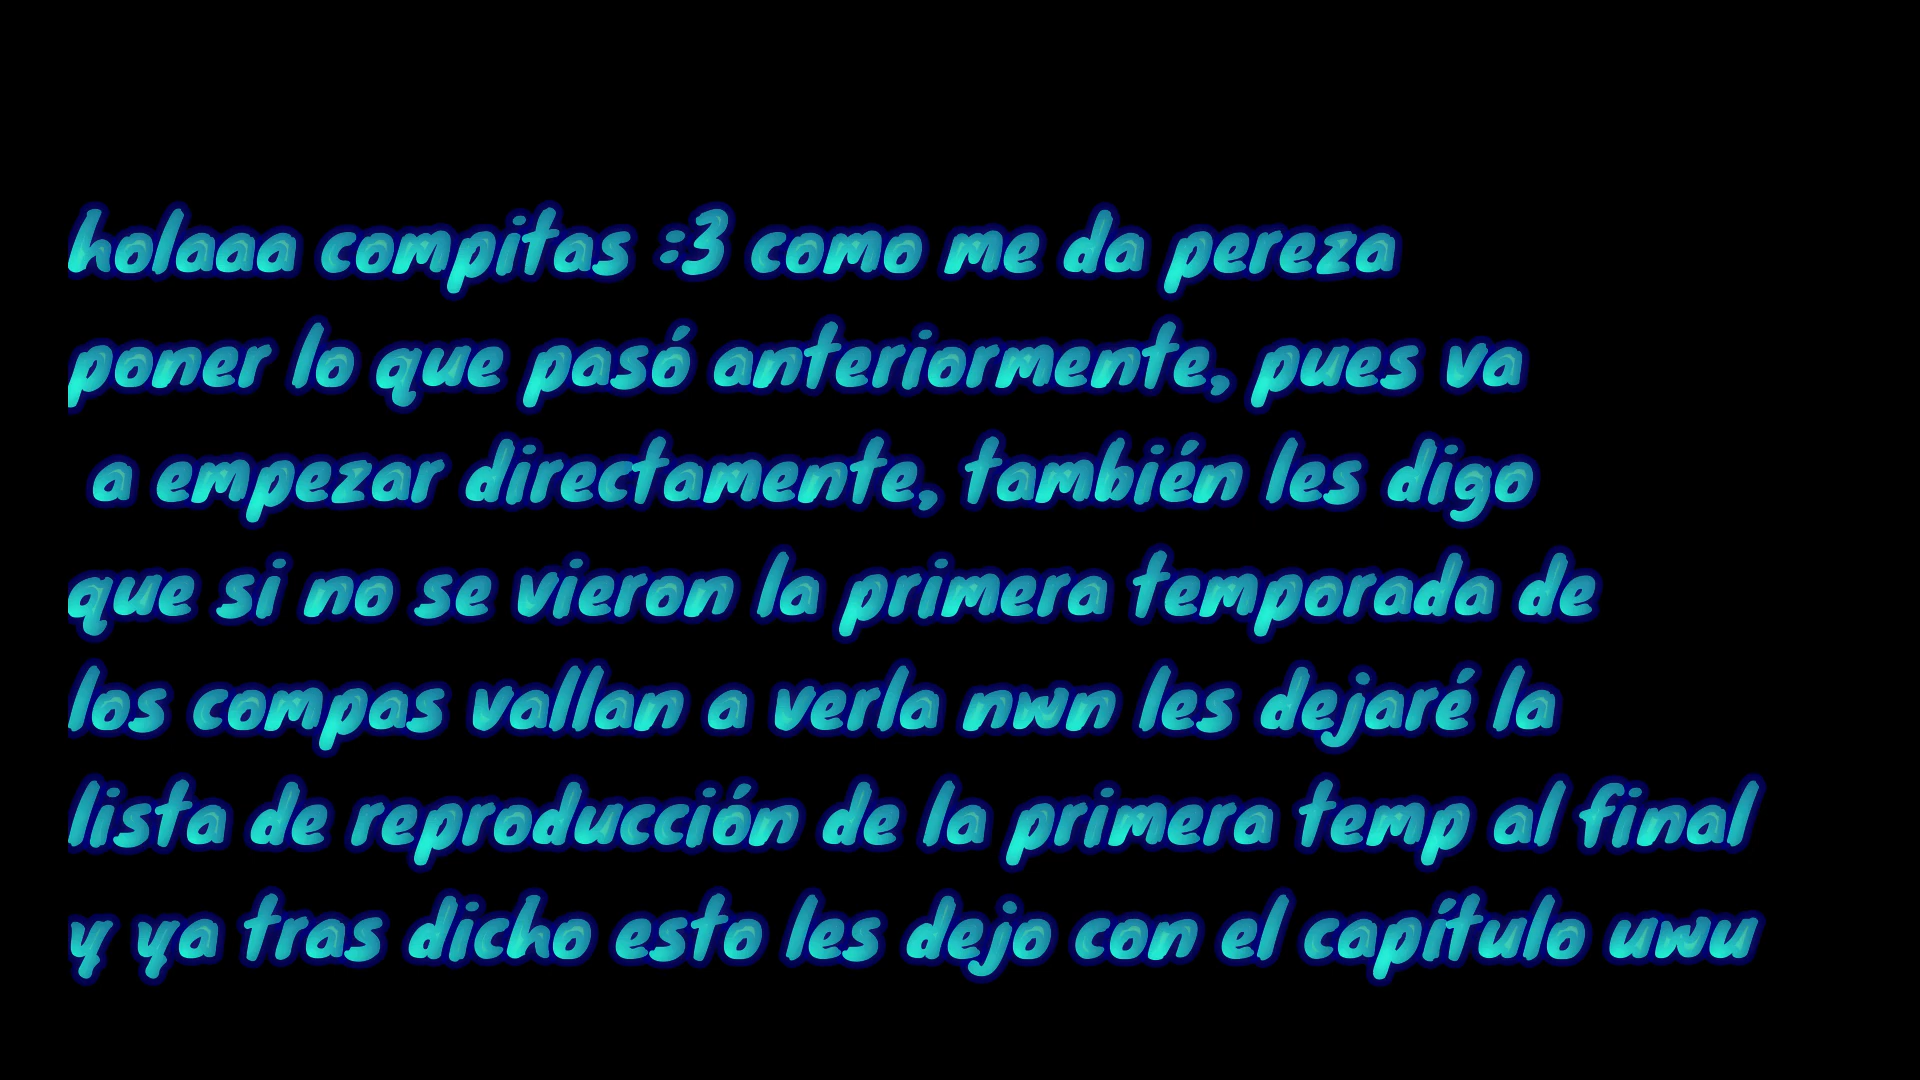 holaaa compitas :3 como me da pereza
poner lo que pasó anteriormente, pues va
a empezar directamente, también les digo
que si no se vieron la primera temporada de
los compas vallan a verla nwn les dejaré la
lista de reproducción de la primera temp al final
y ya tras dicho esto les dejo con el capítulo uwu